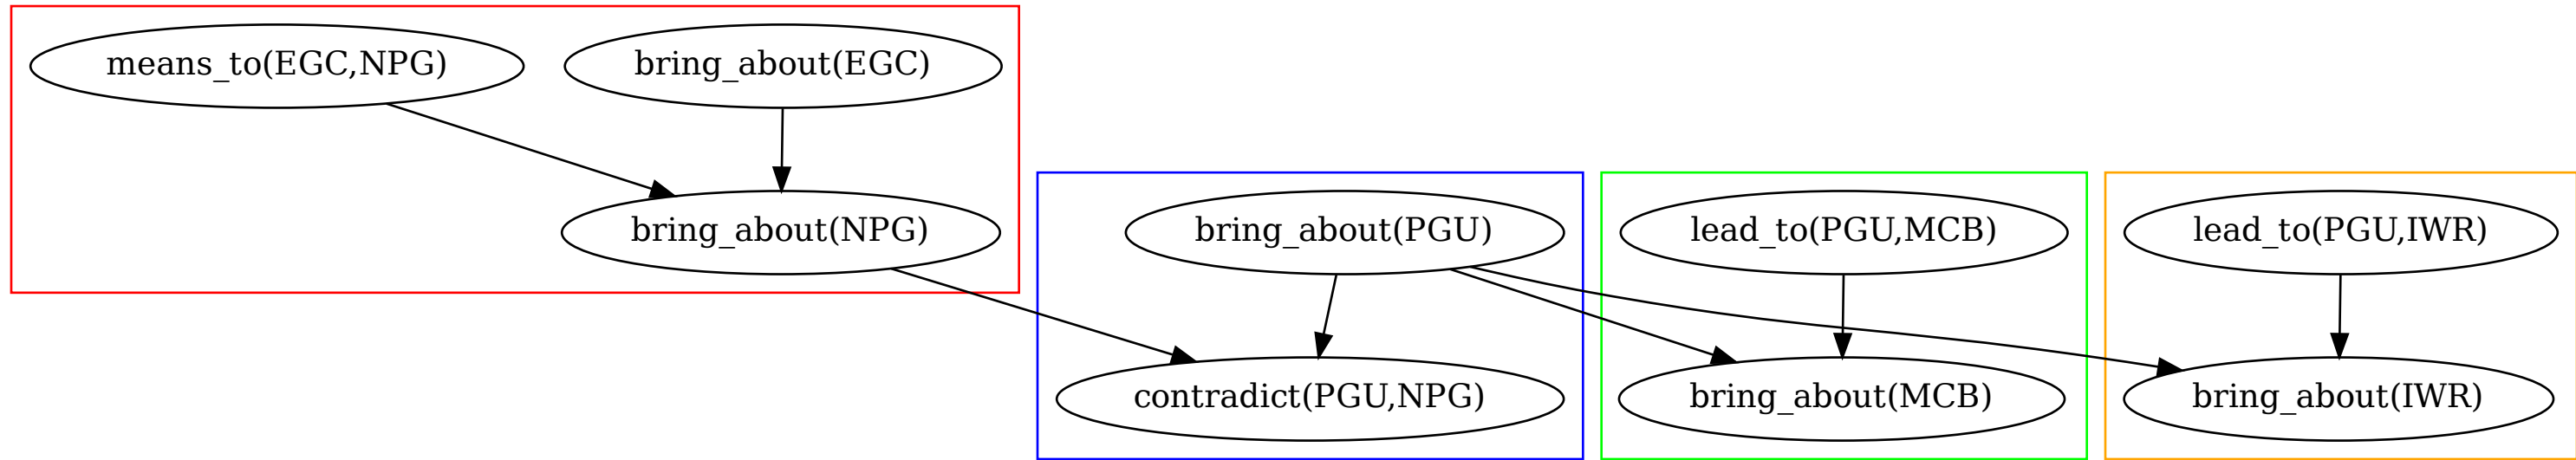 means_to(EGC,NPG)
bring_about(EGC)
bring_about(NPG)
bring_about(PGU)
lead_to(PGU,MCB)
lead_to(PGU,IWR)
contradict(PGU,NPG)
bring_about(MCB)
bring_about(IWR)